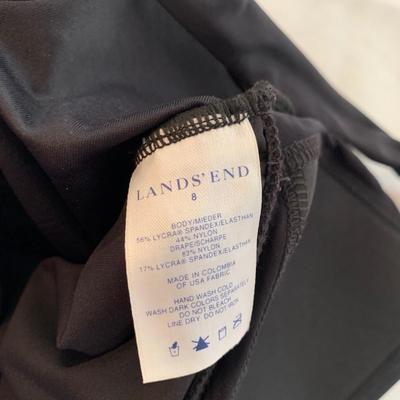 LANDS' END
8
BODY/MIEDER
56% LYCRA® SPANDEX/ELASTHAN
44% NYLON
DRAPE/SCHARPE
83% NYLON
17% LYCRA® SPANDEX/ELASTHAN
MADE IN COLOMBIA
OF USA FABRIC
HAND WASH COLD
WASH DARK COLORS SEPARATELY
DO NOT BLEACH
LINE DRY. DO NOT IRON